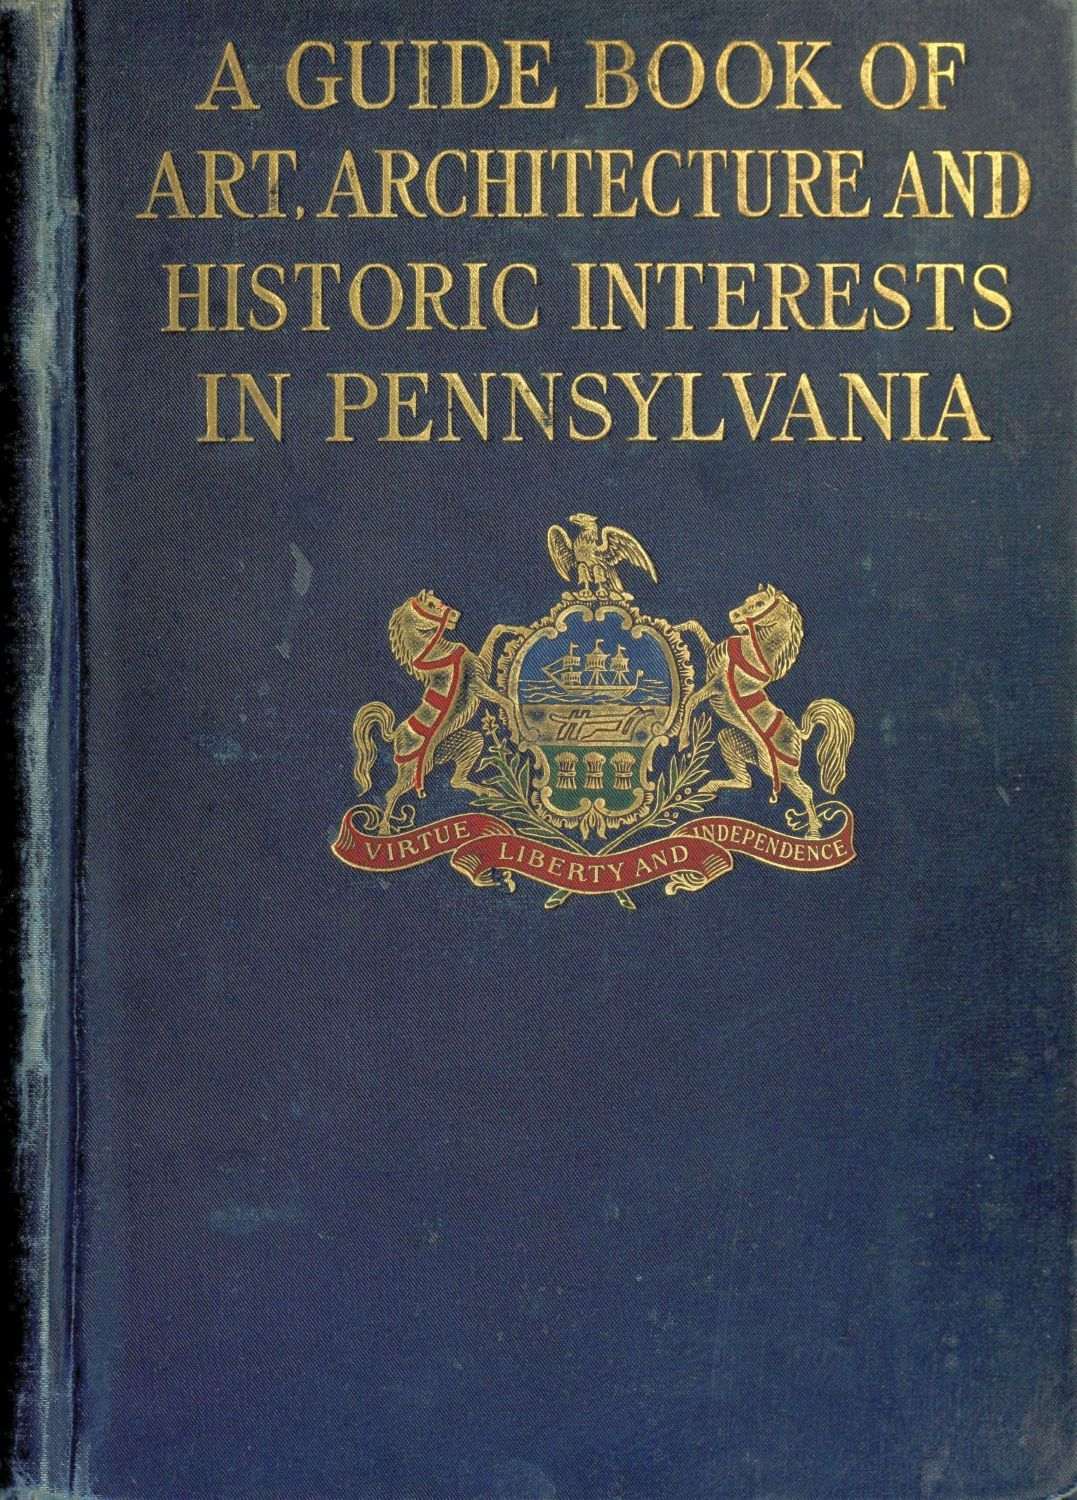 A GUIDE BOOK OF
ART, ARCHITECTURE AND
HISTORIC INTERESTS
IN PENNSYLVANIA
VIRTUE LIBERTY AND INDEPENDENCE